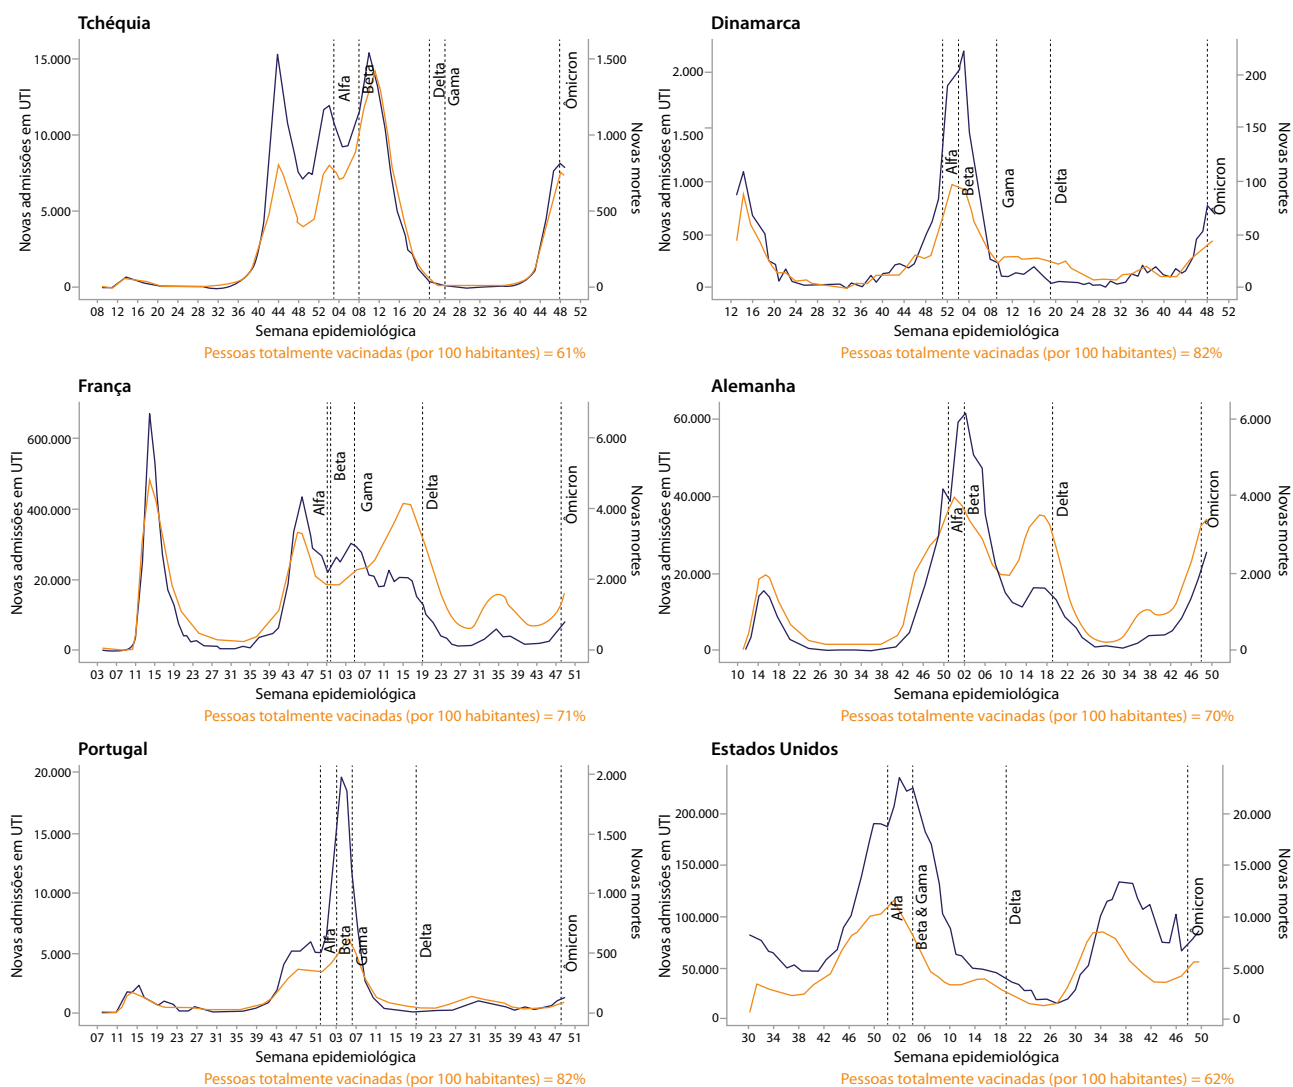 Tchéquia
Novas admissões em UTI
15.000
10.000
5.000
0
1.500
1.000
500
0
Novas mortes
Alfa
Beta
Delta
Gama
Ômicron
08 12 16 20 24 28 32 36 40 44 48 52 04 08 12 16 20 24 28 32 36 40 44 48 52
Semana epidemiológica
Pessoas totalmente vacinadas (por 100 habitantes) = 61%
Dinamarca
Novas admissões em UTI
2.000
1.500
1.000
500
0
200
150
100
50
0
Novas mortes
Alfa
Beta
Gama
Delta
Ômicron
12 16 20 24 28 32 36 40 44 48 52 04 08 12 16 20 24 28 32 36 40 44 48 52
Semana epidemiológica
Pessoas totalmente vacinadas (por 100 habitantes) = 82%
França
Novas admissões em UTI
600.000
400.000
20.000
10.000
0
6.000
4.000
2.000
0
Novas mortes
Alfa
Beta
Gama
Delta
Ômicron
03 07 11 15 19 23 27 31 35 39 43 47 51 03 07 11 15 19 23 27 31 35 39 43 47 51
Semana epidemiológica
Pessoas totalmente vacinadas (por 100 habitantes) = 71%
Alemanha
Novas admissões em UTI
60.000
40.000
20.000
0
6.000
4.000
2.000
0
Novas mortes
Alfa
Beta
Delta
Ômicron
10 14 18 22 26 30 34 38 42 46 50 02 06 10 14 18 22 26 30 34 38 42 46 50
Semana epidemiológica
Pessoas totalmente vacinadas (por 100 habitantes) = 70%
Portugal
Novas admissões em UTI
20.000
15.000
10.000
5.000
0
2.000
1.500
1.000
500
0
Novas mortes
Alfa
Beta
Gama
Delta
Ômicron
07 11 15 19 23 27 31 35 39 43 47 51 03 07 11 15 19 23 27 31 35 39 43 47 51
Semana epidemiológica
Pessoas totalmente vacinadas (por 100 habitantes) = 82%
Estados Unidos
Novas admissões em UTI
200.000
150.000
100.000
50.000
0
20.000
15.000
10.000
5.000
0
Novas mortes
Alfa
Beta & Gama
Delta
Ômicron
30 34 38 42 46 50 02 06 10 14 18 22 26 30 34 38 42 46 50
Semana epidemiológica
Pessoas totalmente vacinadas (por 100 habitantes) = 62%